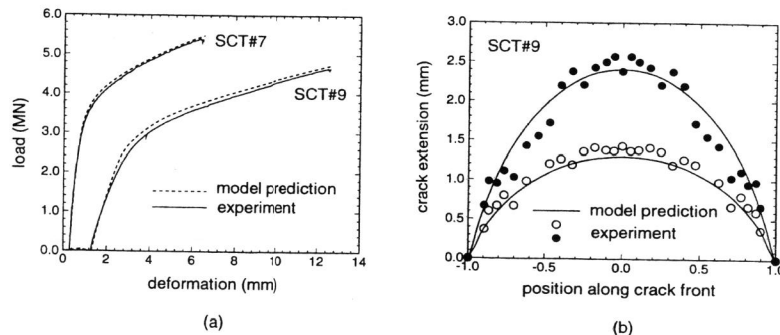 6.0
5.0
4.0
3.0
2.0
1.0
0.0
load (MN)
SCT#7
SCT#9
model prediction
experiment
0 2 4 6 8 10 12 14
deformation (mm)
(a)
3.0
2.5
2.0
1.5
1.0
0.5
0.0
crack extension (mm)
SCT#9
model prediction
experiment
-1.0 -0.5 0.0 0.5 1.0
position along crack front
(b)